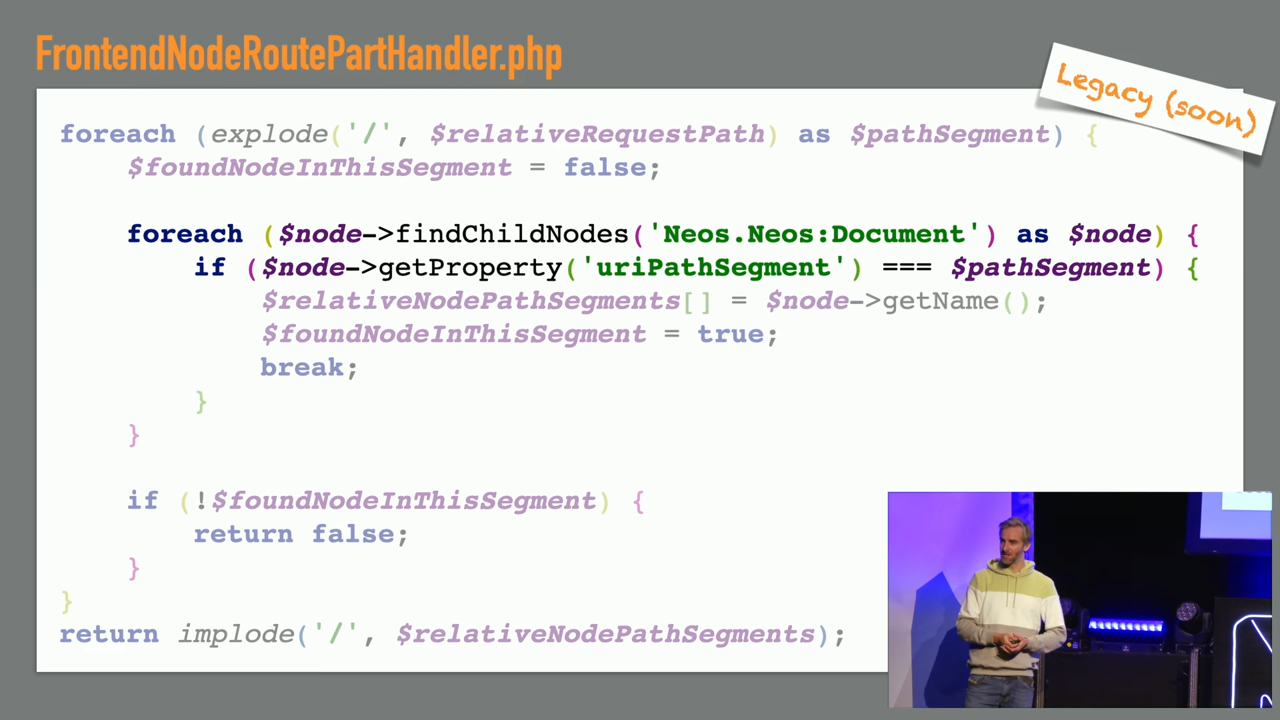 FrontendNodeRoutePartHandler.php
Legacy (soon)
foreach (explode('/', $relativeRequestPath) as $pathSegment) {
    $foundNodeInThisSegment = false;
    foreach ($node->findChildNodes('Neos.Neos:Document') as $node) {
        if ($node->getProperty('uriPathSegment') === $pathSegment) {
            $relativeNodePathSegments[] = $node->getName();
            $foundNodeInThisSegment = true;
            break;
        }
    }
    if (!$foundNodeInThisSegment) {
        return false;
    }
}
return implode('/', $relativeNodePathSegments);